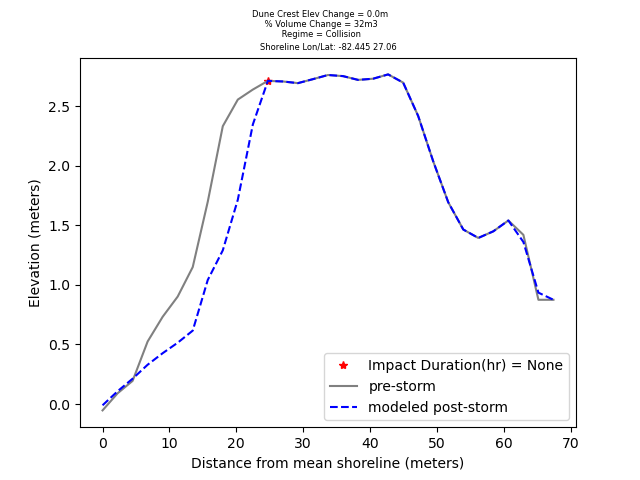 Dune Crest Elev Change = 0.0m
% Volume Change = 32m3
Regime = Collision
Shoreline Lon/Lat: -82.445 27.06
2.5
2.0
1.5
1.0
0.5
0.0
Elevation (meters)
Impact Duration(hr) = None
pre-storm
modeled post-storm
0 10 20 30 40 50 60 70
Distance from mean shoreline (meters)